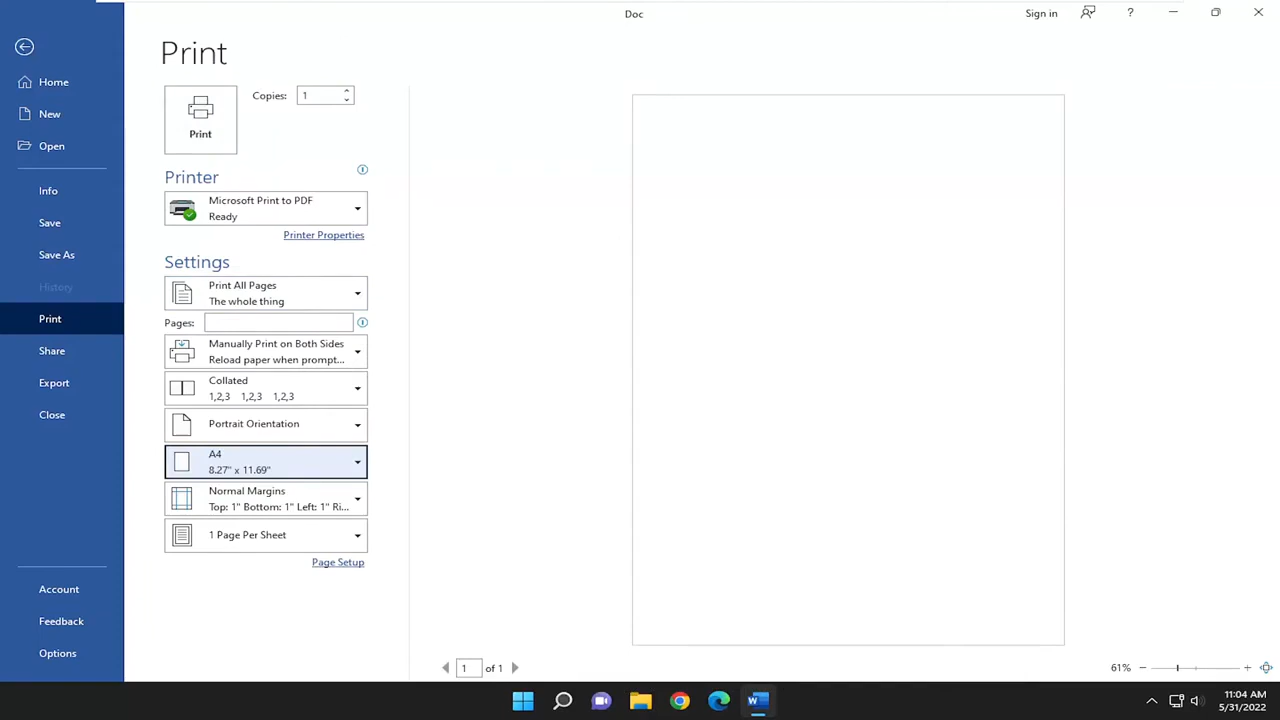 Doc
Sign in
?
Print
Home
New
Open
Info
Save
Save As
History
Print
Share
Export
Close
Account
Feedback
Options
Print
Copies: 1
Printer
Microsoft Print to PDF
Ready
Printer Properties
Settings
Print All Pages
The whole thing
Pages:
Manually Print on Both Sides
Reload paper when prompt...
Collated
1,2,3 1,2,3 1,2,3
Portrait Orientation
A4
8.27" x 11.69"
Normal Margins
Top: 1" Bottom: 1" Left: 1" Ri...
1 Page Per Sheet
Page Setup
1 of 1
61%
11:04 AM
5/31/2022